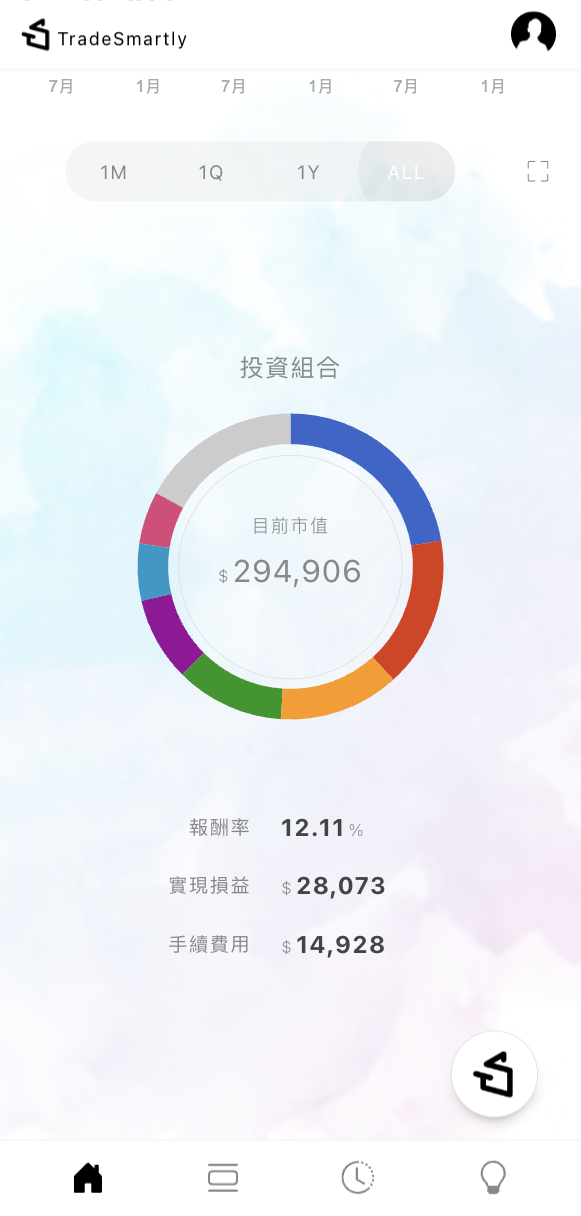 TradeSmartly
7月 1月 7月 1月 7月 1月
1M 1Q 1Y ALL
投資組合
目前市值
$ 294,906
報酬率 12.11 %
實現損益 $ 28,073
手續費用 $ 14,928